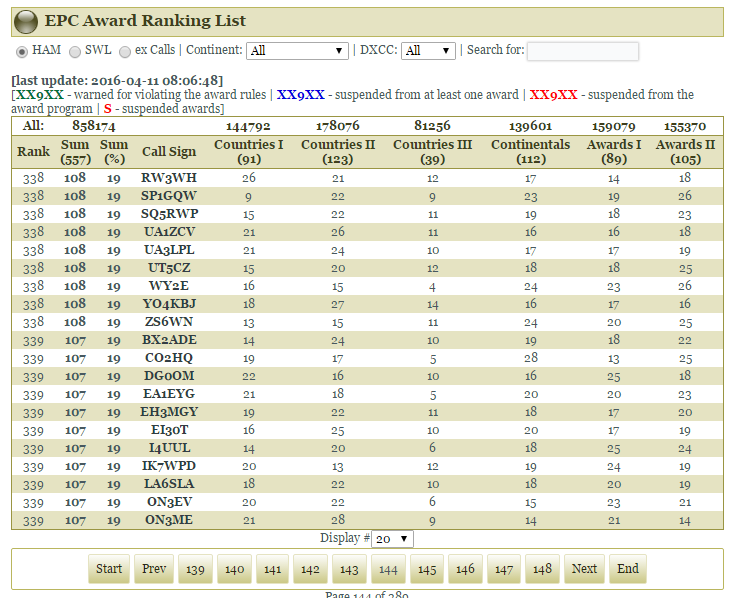 EPC Award Ranking List
HAM SWL ex Calls | Continent: All | DXCC: All | Search for:
[last update: 2016-04-11 08:06:48]
[XX9XX - warned for violating the award rules | XX9XX - suspended from at least one award | XX9XX - suspended from the
award program | S - suspended awards]
All: 858174 144792 178076 81256 139601 159079 155370
Rank Sum (557) Sum (%) Call Sign Countries I (91) Countries II (123) Countries III (39) Continentals (112) Awards I (89) Awards II (105)
338 108 19 RW3WH 26 21 12 17 14 18
338 108 19 SP1GQW 9 22 9 23 19 26
338 108 19 SQ5RWP 15 22 11 19 18 23
338 108 19 UA1ZCV 21 26 11 16 16 18
338 108 19 UA3LPL 21 24 10 17 17 19
338 108 19 UT5CZ 15 20 12 18 18 25
338 108 19 WY2E 16 15 4 24 23 26
338 108 19 YO4KBJ 18 27 14 16 17 16
338 108 19 ZS6WN 13 15 11 24 20 25
339 107 19 BX2ADE 14 24 10 19 18 22
339 107 19 CO2HQ 19 17 5 28 13 25
339 107 19 DG0OM 22 16 10 16 25 18
339 107 19 EA1EYG 21 18 5 20 20 23
339 107 19 EH3MGY 19 22 11 18 17 20
339 107 19 EI30T 16 25 10 20 17 19
339 107 19 I4UUL 14 20 6 18 25 24
339 107 19 IK7WPD 20 13 12 19 24 19
339 107 19 LA6SLA 18 22 10 18 20 19
339 107 19 ON3EV 20 22 6 15 23 21
339 107 19 ON3ME 21 28 9 14 21 14
Display # 20
Start Prev 139 140 141 142 143 144 145 146 147 148 Next End
Page 144 of 280